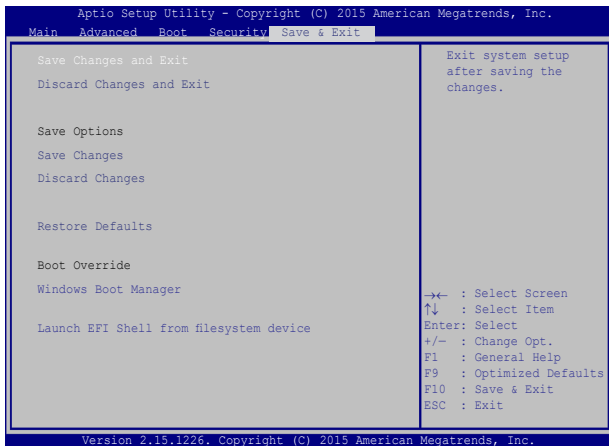 Aptio Setup Utility - Copyright (C) 2015 American Megatrends, Inc.
Main Advanced Boot Security Save & Exit
Save Changes and Exit
Discard Changes and Exit
Save Options
Save Changes
Discard Changes
Restore Defaults
Boot Override
Windows Boot Manager
Launch EFI Shell from filesystem device
Exit system setup
after saving the
changes.
→← : Select Screen
↑↓ : Select Item
Enter: Select
+/— : Change Opt.
F1 : General Help
F9 : Optimized Defaults
F10 : Save & Exit
ESC : Exit
Version 2.15.1226. Copyright (C) 2015 American Megatrends, Inc.